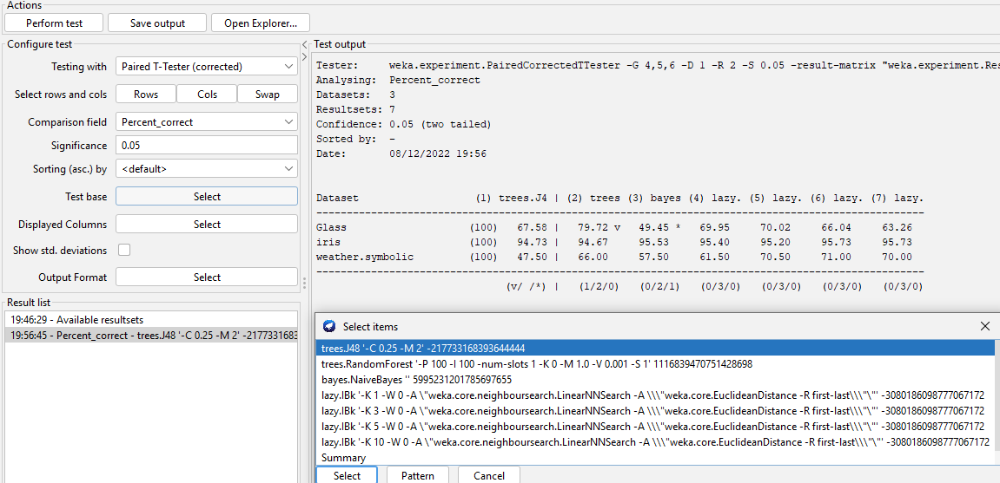 Actions
Perform test Save output Open Explorer...
Configure test
Testing with Paired T-Tester (corrected)
Select rows and cols Rows Cols Swap
Comparison field Percent_correct
Significance 0.05
Sorting (asc.) by <default>
Test base Select
Displayed Columns Select
Show std. deviations
Output Format Select
Result list
19:46:29 - Available resultsets
19:56:45 - Percent_correct - trees.J48 '-C 0.25 -M 2' -2177331683
Test output
Tester: weka.experiment.PairedCorrectedTTester -G 4,5,6 -D 1 -R 2 -S 0.05 -result-matrix "weka.experiment.Res
Analysing: Percent_correct
Datasets: 3
Resultsets: 7
Confidence: 0.05 (two tailed)
Sorted by: -
Date: 08/12/2022 19:56
Dataset (1) trees.J4 | (2) trees (3) bayes (4) lazy. (5) lazy. (6) lazy. (7) lazy.
--------------------------------------------------------------------------------------------------
Glass (100) 67.58 | 79.72 v 49.45 * 69.95 70.02 66.04 63.26
iris (100) 94.73 | 94.67 95.53 95.40 95.20 95.73 95.73
weather.symbolic (100) 47.50 | 66.00 57.50 61.50 70.50 71.00 70.00
--------------------------------------------------------------------------------------------------
(v/ /*) | (1/2/0) (0/2/1) (0/3/0) (0/3/0) (0/3/0) (0/3/0)
Select items
trees.J48 '-C 0.25 -M 2' -217733168393644444
trees.RandomForest '-P 100 -I 100 -num-slots 1 -K 0 -M 1.0 -V 0.001 -S 1' 1116839470751428698
bayes.NaiveBayes '' 5995231201785697655
lazy.IBk '-K 1 -W 0 -A \"weka.core.neighboursearch.LinearNNSearch -A \\\"weka.core.EuclideanDistance -R first-last\\\"\"' -3080186098777067172
lazy.IBk '-K 3 -W 0 -A \"weka.core.neighboursearch.LinearNNSearch -A \\\"weka.core.EuclideanDistance -R first-last\\\"\"' -3080186098777067172
lazy.IBk '-K 5 -W 0 -A \"weka.core.neighboursearch.LinearNNSearch -A \\\"weka.core.EuclideanDistance -R first-last\\\"\"' -3080186098777067172
lazy.IBk '-K 10 -W 0 -A \"weka.core.neighboursearch.LinearNNSearch -A \\\"weka.core.EuclideanDistance -R first-last\\\"\"' -3080186098777067172
Summary
Select Pattern Cancel